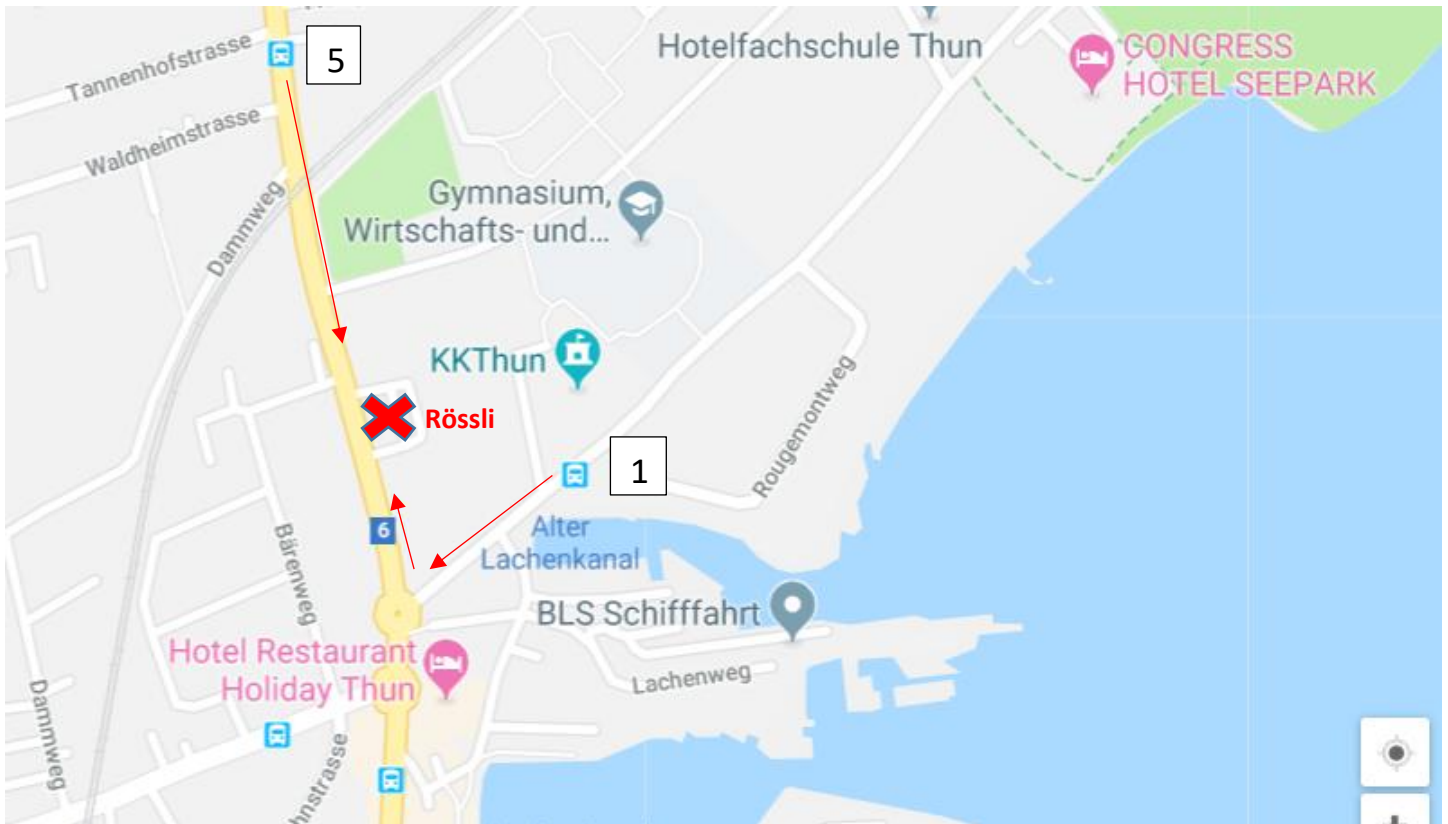 5
Tannenhofstrasse
Hotelfachschule Thun
CONGRESS
HOTEL SEEPARK
Waldheimstrasse
Dammweg
Gymnasium,
Wirtschafts- und...
KKThun
Rössli
Rougemontweg
1
6
Alter
Lachenkanal
Bärenweg
BLS Schifffahrt
Hotel Restaurant
Holiday Thun
Lachenweg
Dammweg
hnstrasse